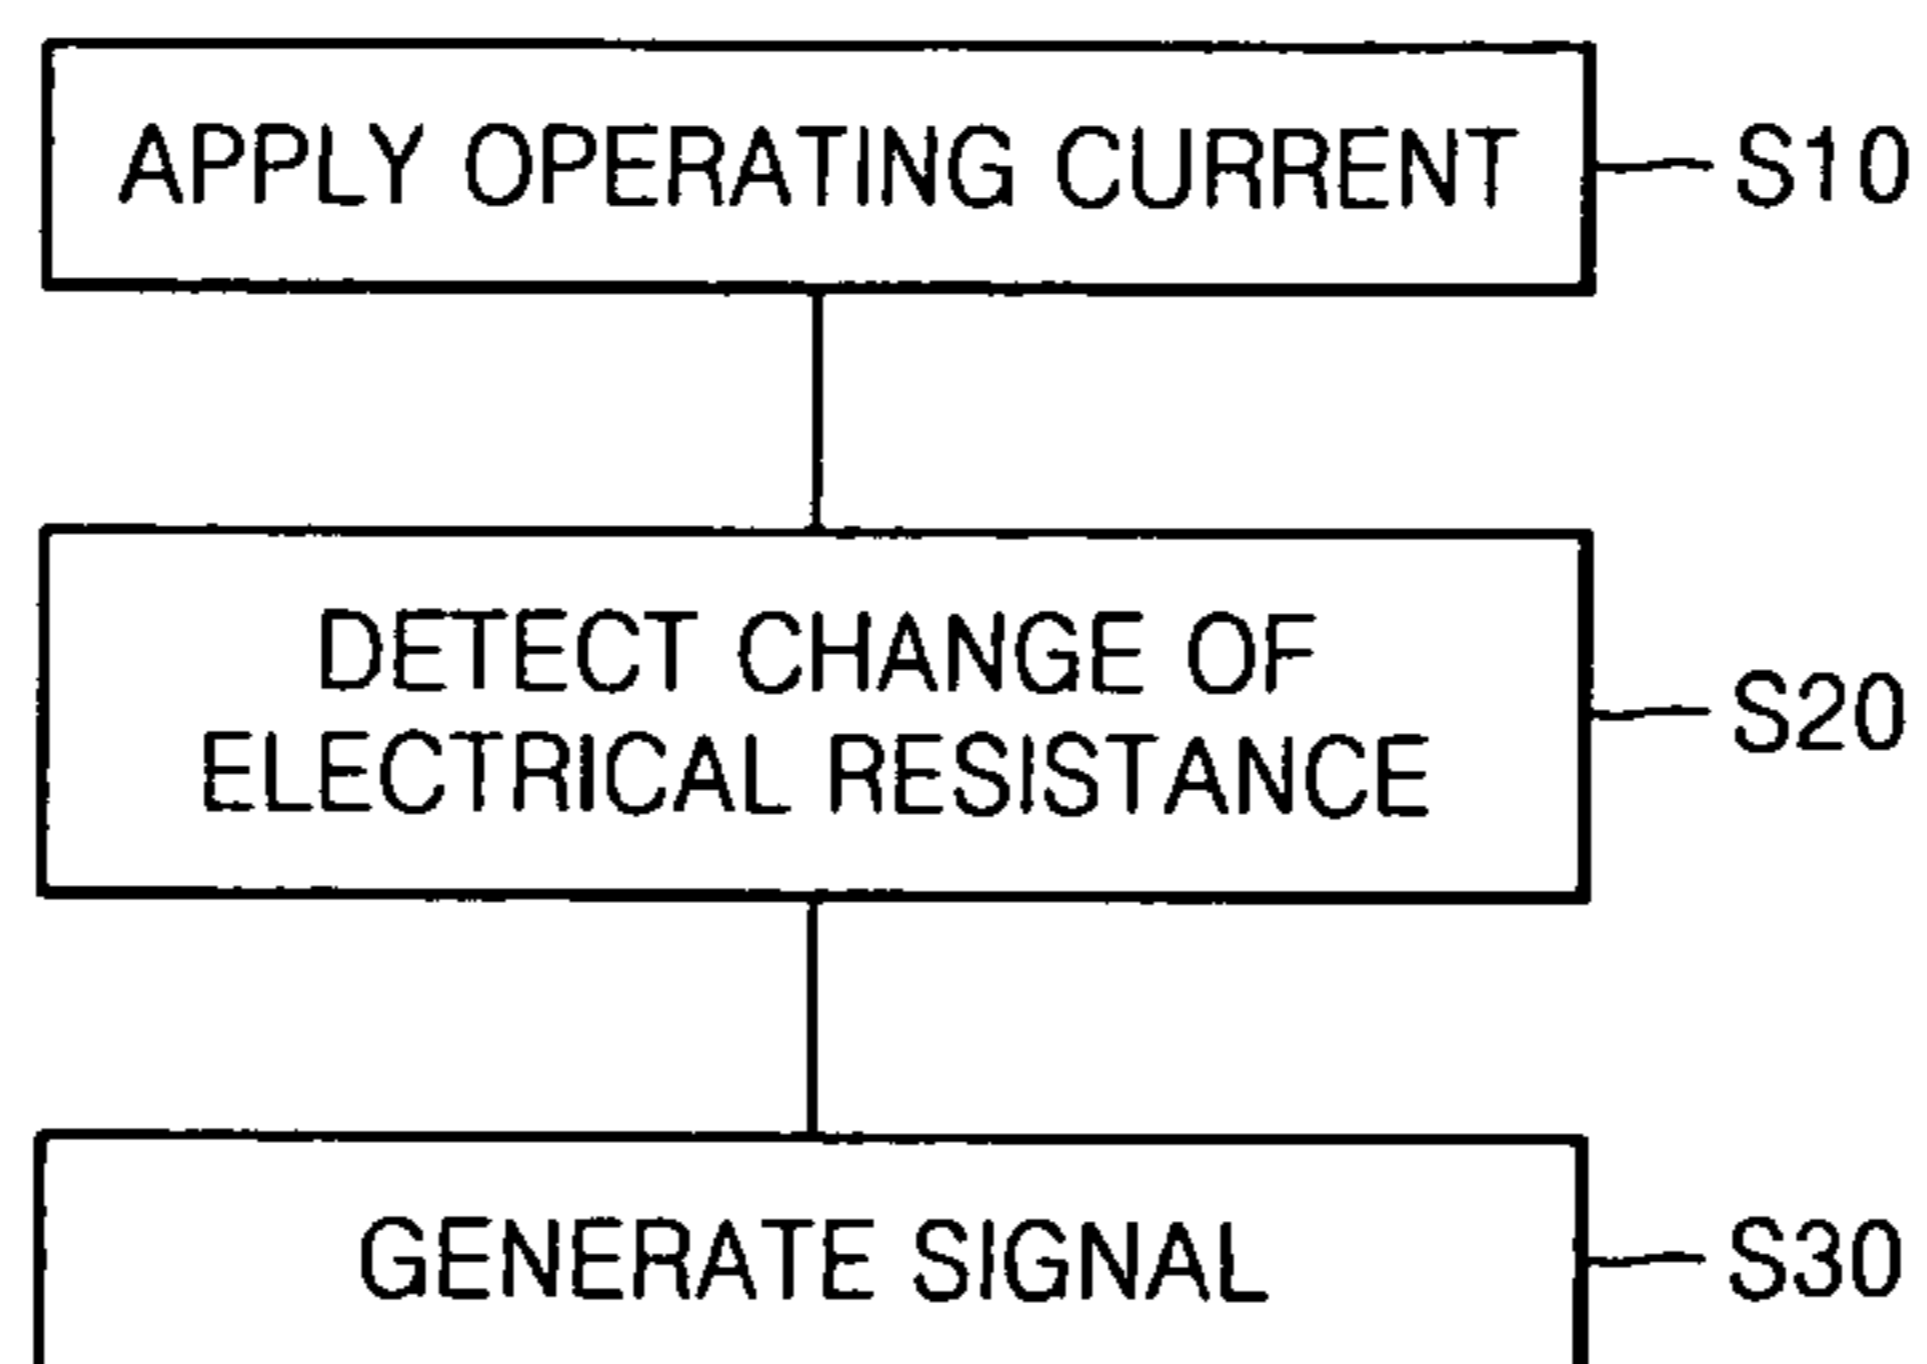 APPLY OPERATING CURRENT
S10
DETECT CHANGE OF
ELECTRICAL RESISTANCE
S20
GENERATE SIGNAL
S30